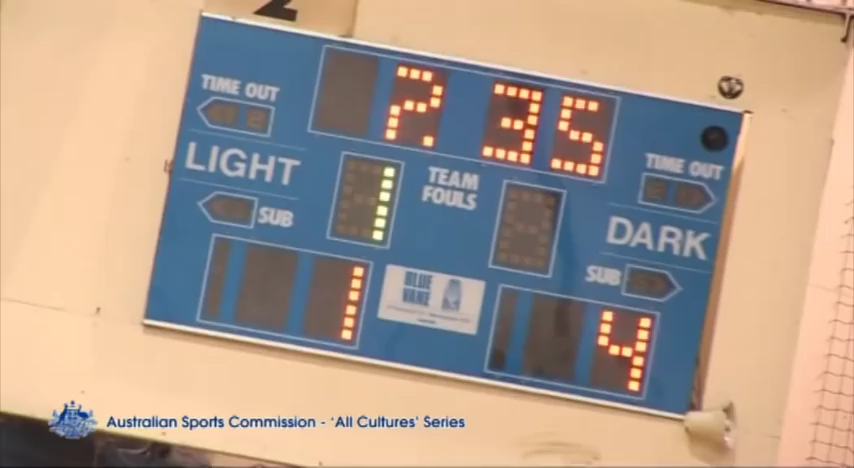 2
2 35
TIME OUT
TIME OUT
LIGHT
1
TEAM
FOULS
DARK
SUB
SUB
1
BLUE
VANE
4
Australian Sports Commission - 'All Cultures' Series